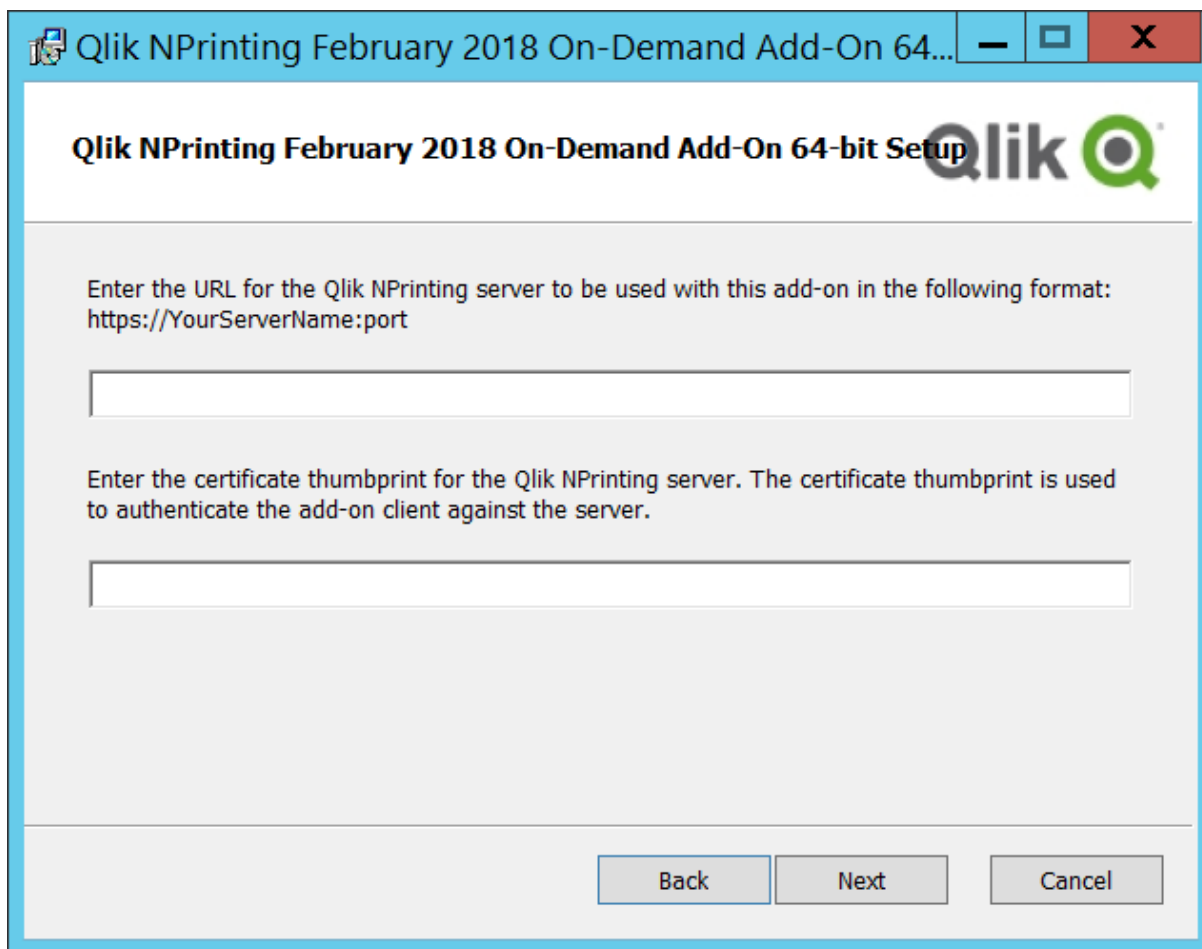 Qlik NPrinting February 2018 On-Demand Add-On 64...
Qlik NPrinting February 2018 On-Demand Add-On 64-bit Setup
Qlik
Enter the URL for the Qlik NPrinting server to be used with this add-on in the following format:
https://YourServerName:port
Enter the certificate thumbprint for the Qlik NPrinting server. The certificate thumbprint is used
to authenticate the add-on client against the server.
Back Next Cancel